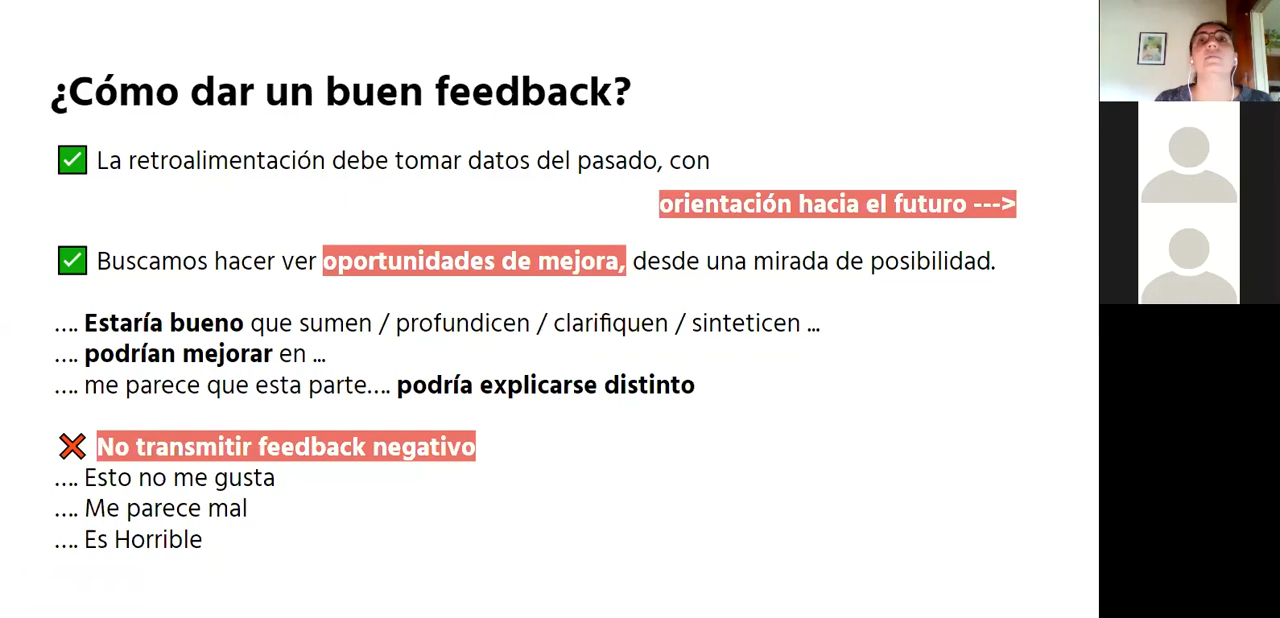 ¿Cómo dar un buen feedback?
✅ La retroalimentación debe tomar datos del pasado, con
orientación hacia el futuro --->
✅ Buscamos hacer ver oportunidades de mejora, desde una mirada de posibilidad.
.... Estaría bueno que sumen / profundicen / clarifiquen / sinteticen ...
.... podrían mejorar en ...
.... me parece que esta parte.... podría explicarse distinto
❌ No transmitir feedback negativo
.... Esto no me gusta
.... Me parece mal
.... Es Horrible